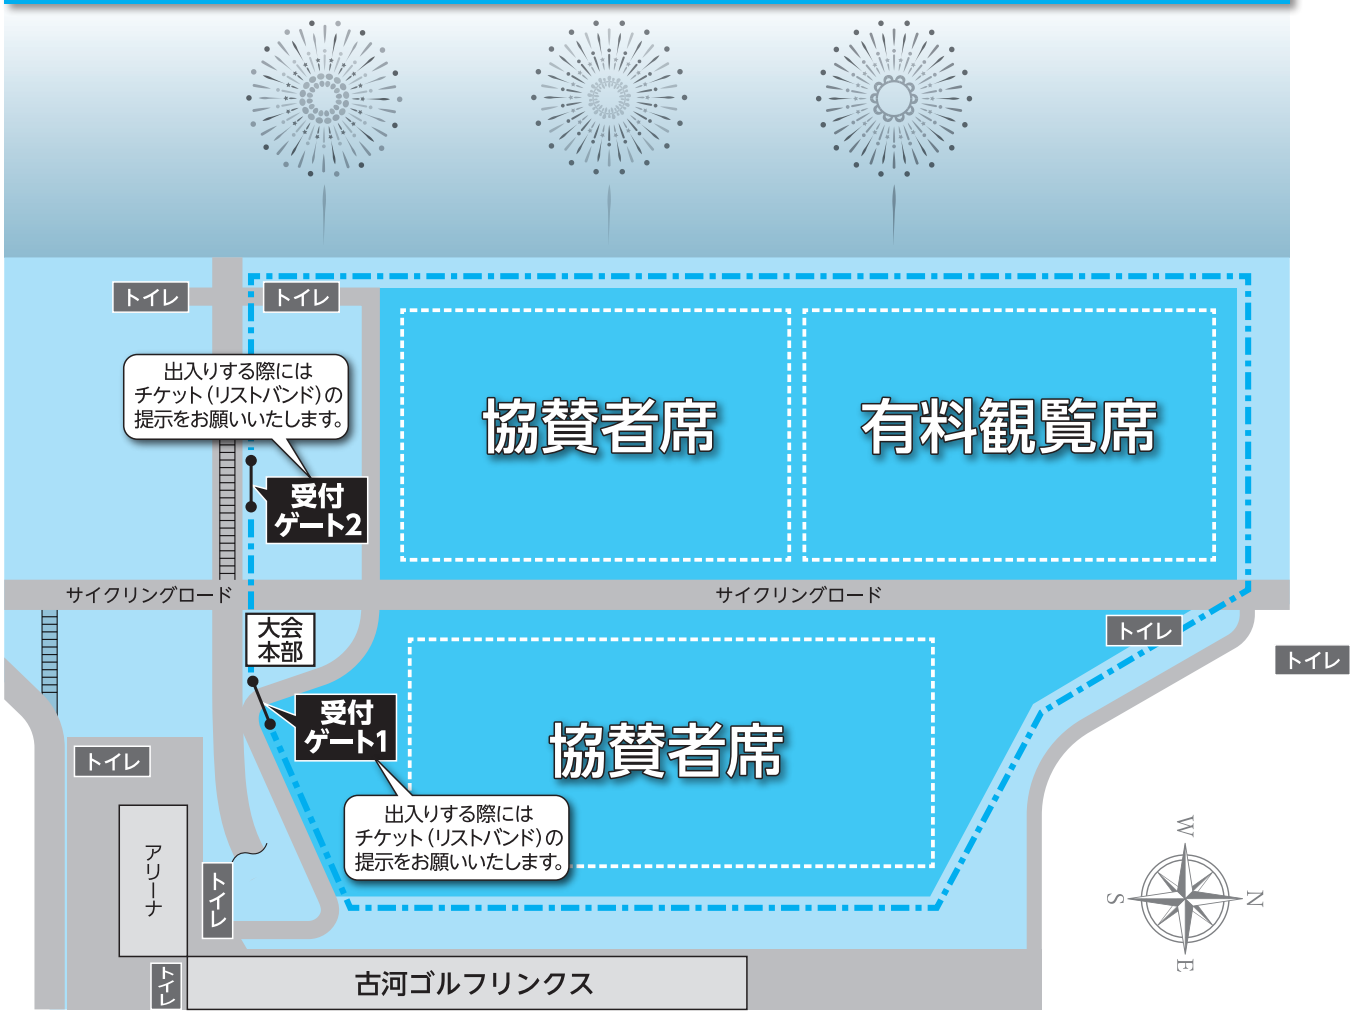 トイレ
トイレ
出入りする際には
チケット（リストバンド）の
提示をお願いいたします。
協賛者席
有料観覧席
受付
ゲート2
サイクリングロード
サイクリングロード
大会
本部
トイレ
トイレ
受付
ゲート1
協賛者席
トイレ
出入りする際には
チケット（リストバンド）の
提示をお願いいたします。
アリーナ
トイレ
W
S
N
E
トイレ
古河ゴルフリンクス